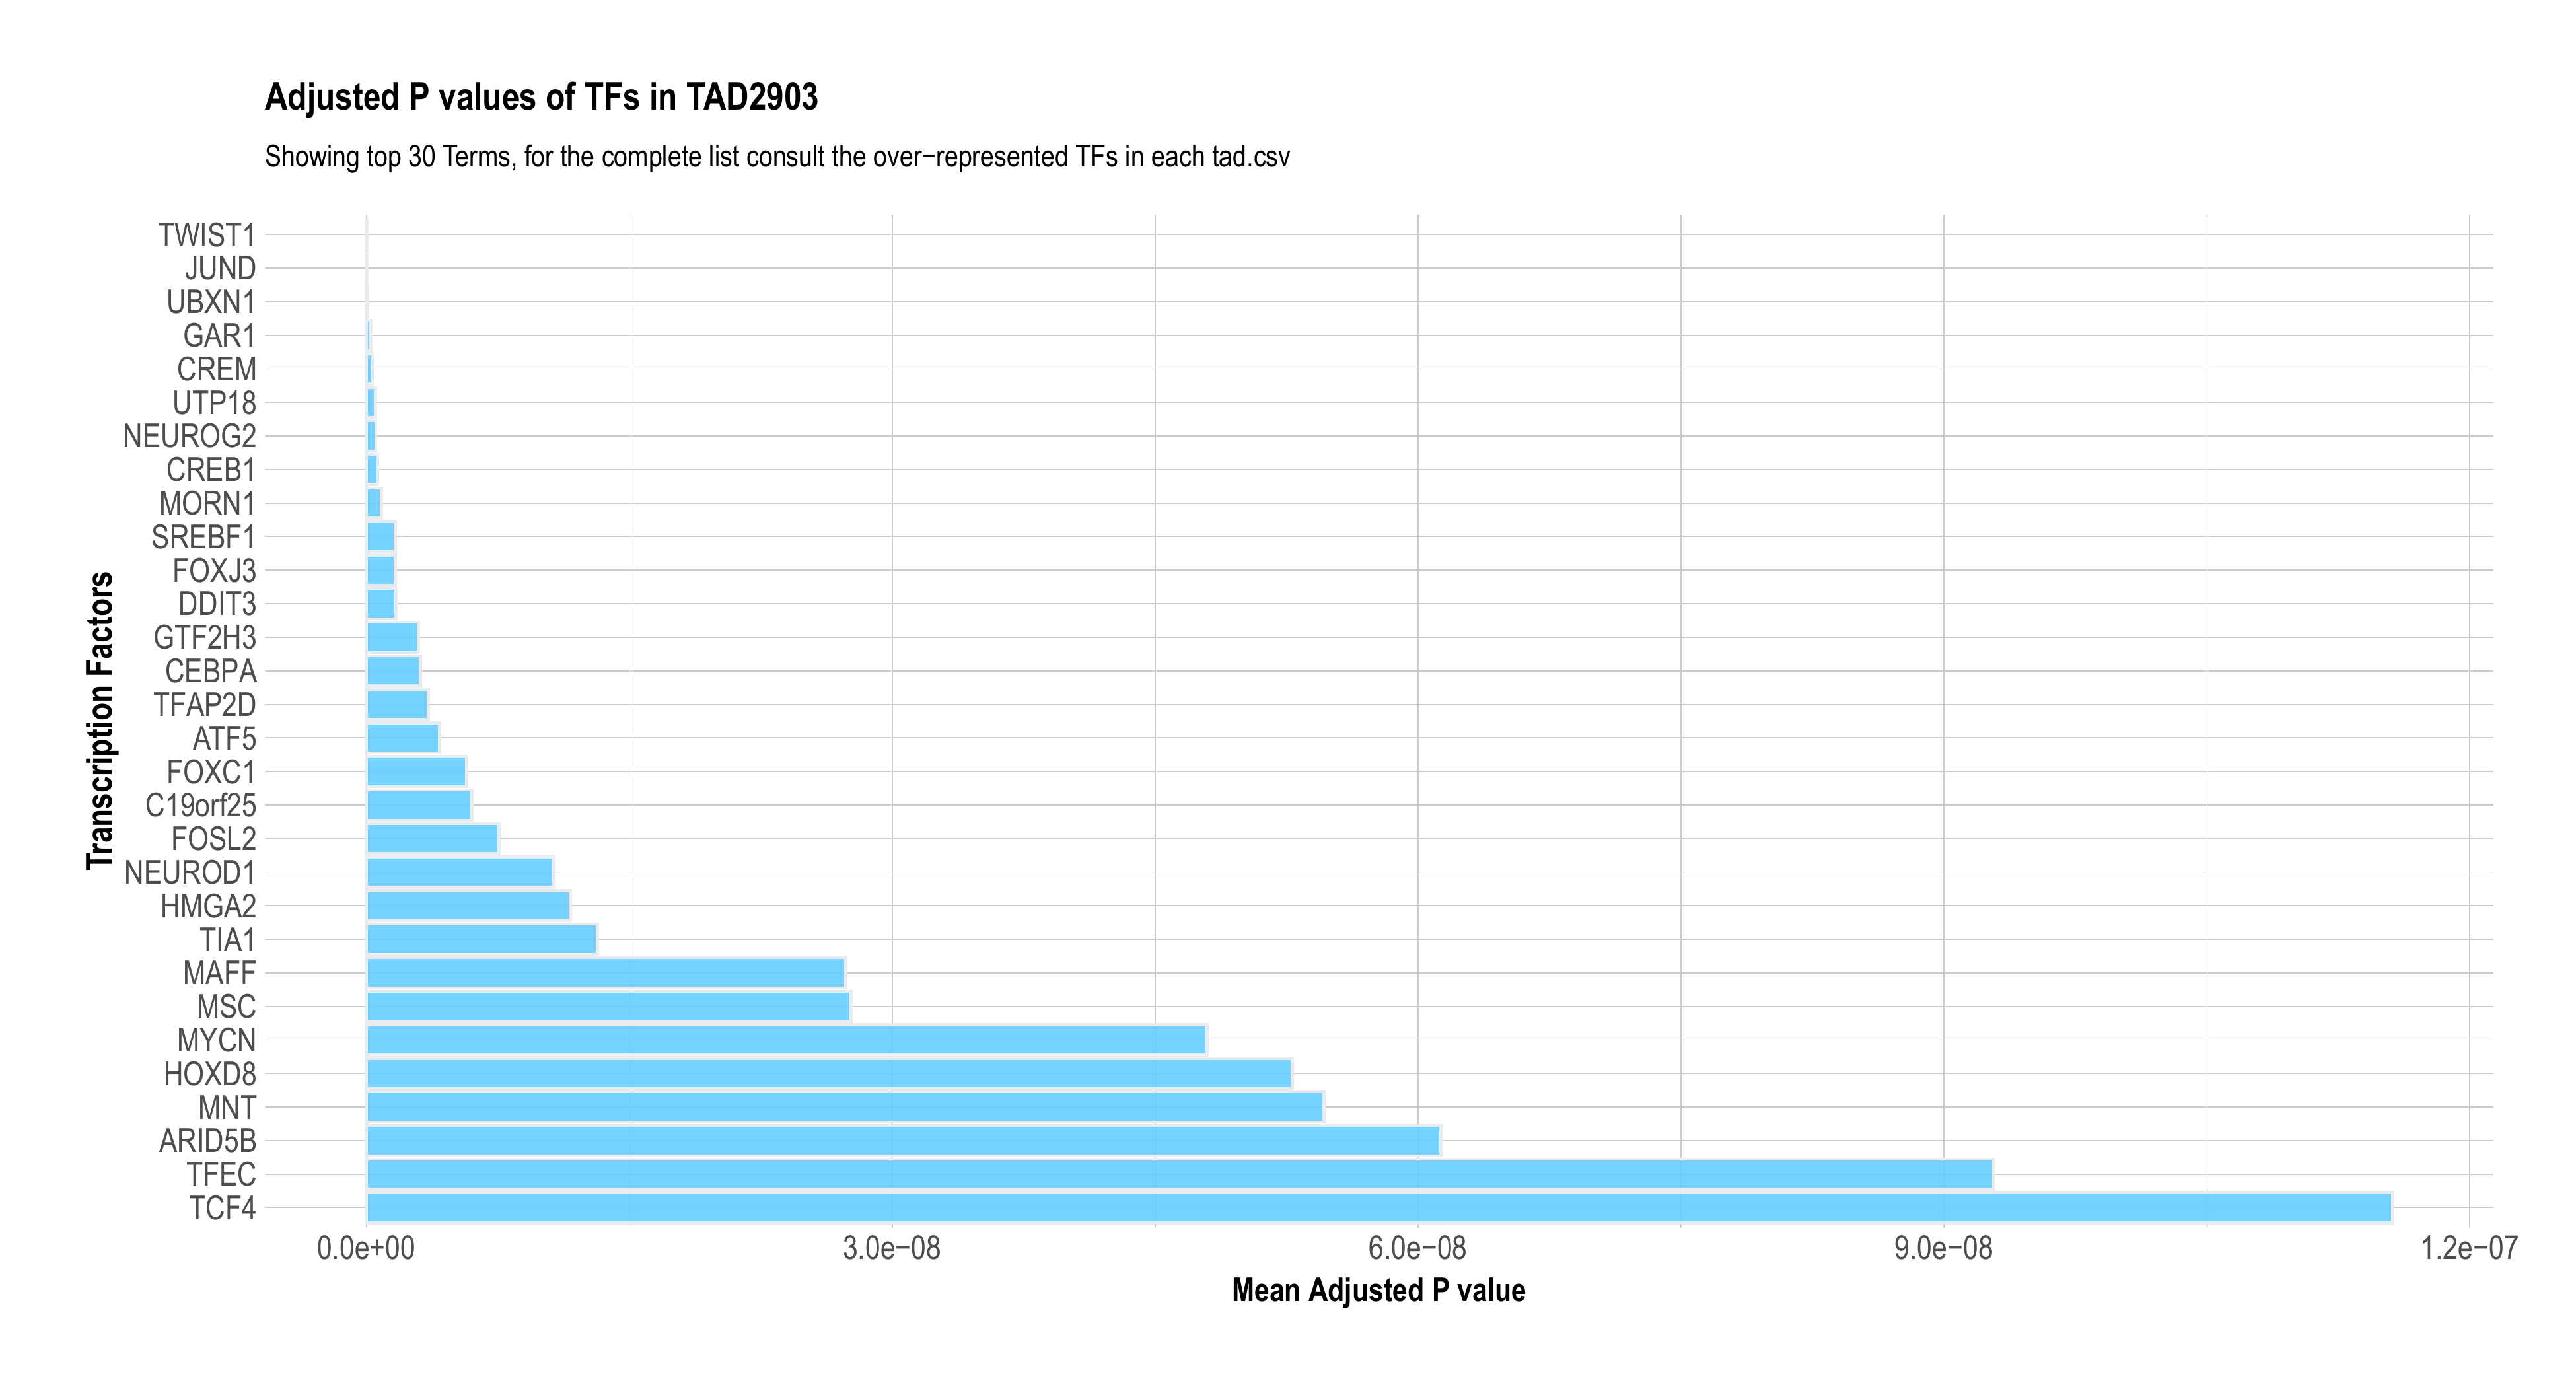 Adjusted P values of TFs in TAD2903
Showing top 30 Terms, for the complete list consult the over−represented TFs in each tad.csv
Transcription Factors
TWIST1
JUND
UBXN1
GAR1
CREM
UTP18
NEUROG2
CREB1
MORN1
SREBF1
FOXJ3
DDIT3
GTF2H3
CEBPA
TFAP2D
ATF5
FOXC1
C19orf25
FOSL2
NEUROD1
HMGA2
TIA1
MAFF
MSC
MYCN
HOXD8
MNT
ARID5B
TFEC
TCF4
0.0e+00 3.0e−08 6.0e−08 9.0e−08 1.2e−07
Mean Adjusted P value